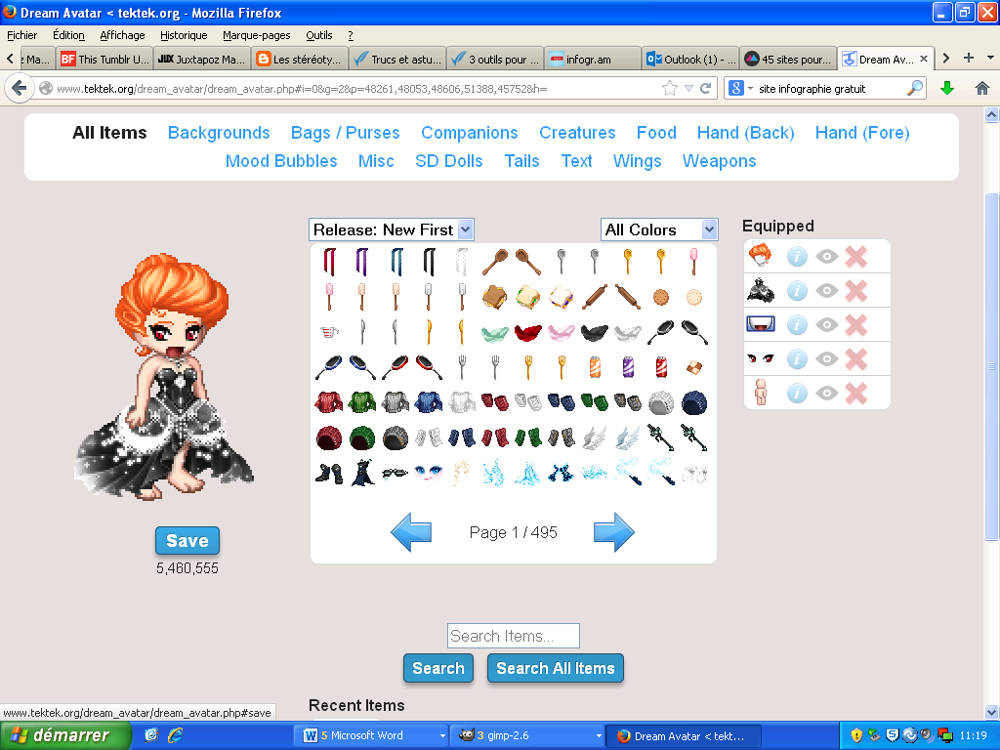 Dream Avatar < tektek.org - Mozilla Firefox
Fichier Édition Affichage Historique Marque-pages Outils ?
z Ma... BF This Tumblr U... JUX Juxtapoz Ma... Les stéréoty... Trucs et astu... 3 outils pour ... infogr.am Outlook (1) - ... 45 sites pour... Dream Av...
www.tektek.org/dream_avatar/dream_avatar.php#i=0&g=2&p=48261,48053,48606,51388,45752&h= site infographie gratuit
All Items Backgrounds Bags / Purses Companions Creatures Food Hand (Back) Hand (Fore)
Mood Bubbles Misc SD Dolls Tails Text Wings Weapons
Release: New First All Colors Equipped
Page 1 / 495
Save
5,460,555
Search Items...
Search Search All Items
Recent Items
www.tektek.org/dream_avatar/dream_avatar.php#save
démarrer 5 Microsoft Word 3 gimp-2.6 Dream Avatar < tekt... 11:19